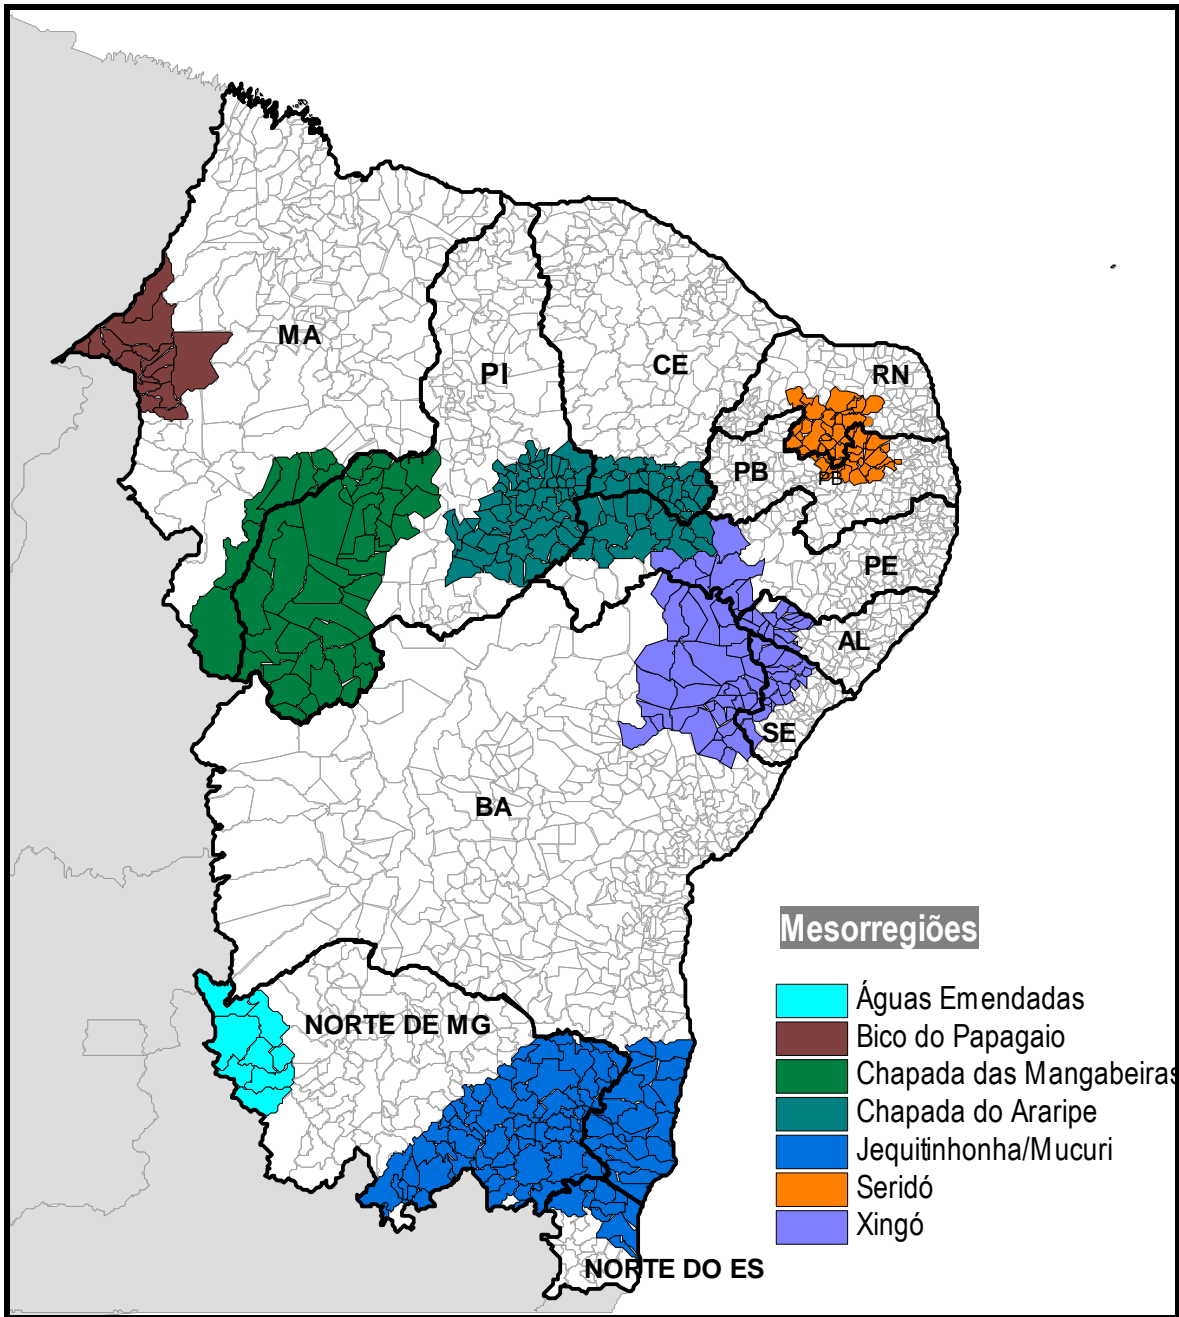 MA
PI
CE
RN
PB
PB
PE
AL
SE
BA
Mesorregiões
Águas Emendadas
Bico do Papagaio
Chapada das Mangabeiras
Chapada do Araripe
Jequitinhonha/Mucuri
Seridó
Xingó
NORTE DE MG
NORTE DO ES